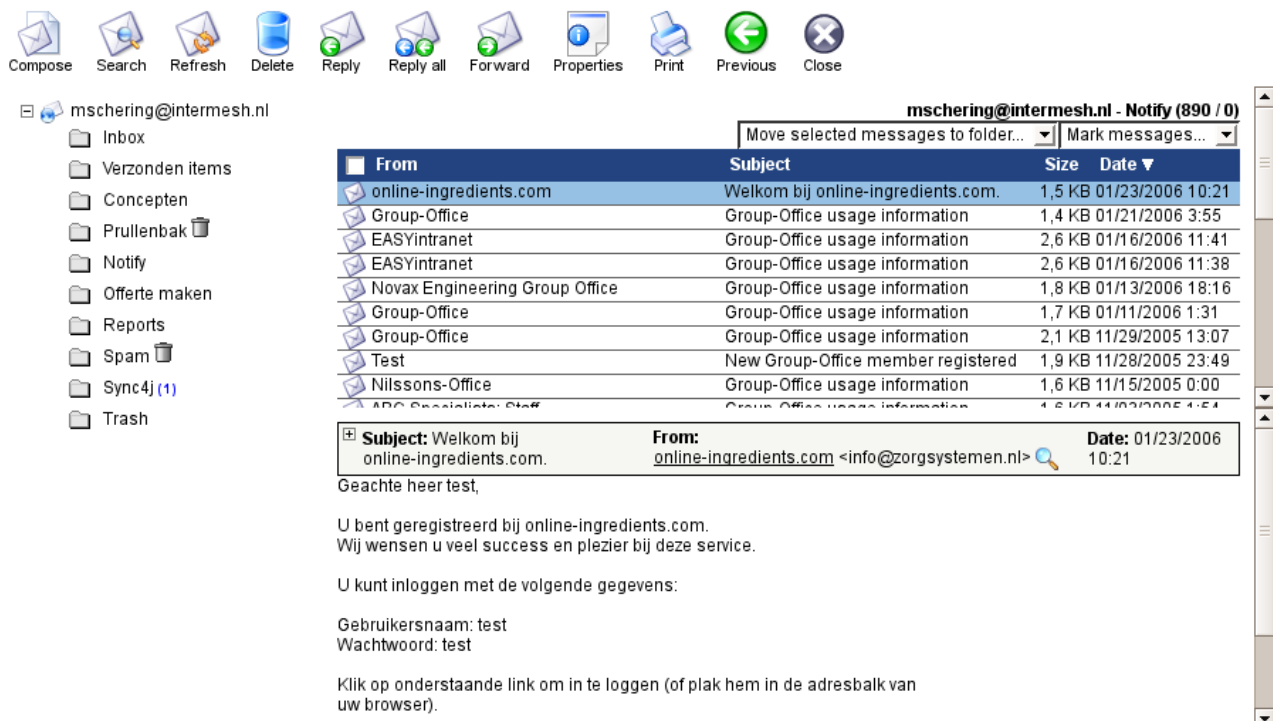 Compose Search Refresh Delete Reply Reply all Forward Properties Print Previous Close
mschering@intermesh.nl
Inbox
Verzonden items
Concepten
Prullenbak
Notify
Offerte maken
Reports
Spam
Sync4j (1)
Trash
mschering@intermesh.nl - Notify (890 / 0)
Move selected messages to folder... Mark messages...
From Subject Size Date
online-ingredients.com Welkom bij online-ingredients.com. 1,5 KB 01/23/2006 10:21
Group-Office Group-Office usage information 1,4 KB 01/21/2006 3:55
EASYintranet Group-Office usage information 2,6 KB 01/16/2006 11:41
EASYintranet Group-Office usage information 2,6 KB 01/16/2006 11:38
Novax Engineering Group Office Group-Office usage information 1,8 KB 01/13/2006 18:16
Group-Office Group-Office usage information 1,7 KB 01/11/2006 1:31
Group-Office Group-Office usage information 2,1 KB 11/29/2005 13:07
Test New Group-Office member registered 1,9 KB 11/28/2005 23:49
Nilssons-Office Group-Office usage information 1,6 KB 11/15/2005 0:00
Specialists: Staff Group-Office usage information 1,6 KB
Subject: Welkom bij From: Date: 01/23/2006
online-ingredients.com. online-ingredients.com <info@zorgsystemen.nl> 10:21
Geachte heer test,
U bent geregistreerd bij online-ingredients.com.
Wij wensen u veel success en plezier bij deze service.
U kunt inloggen met de volgende gegevens:
Gebruikersnaam: test
Wachtwoord: test
Klik op onderstaande link om in te loggen (of plak hem in de adresbalk van
uw browser).